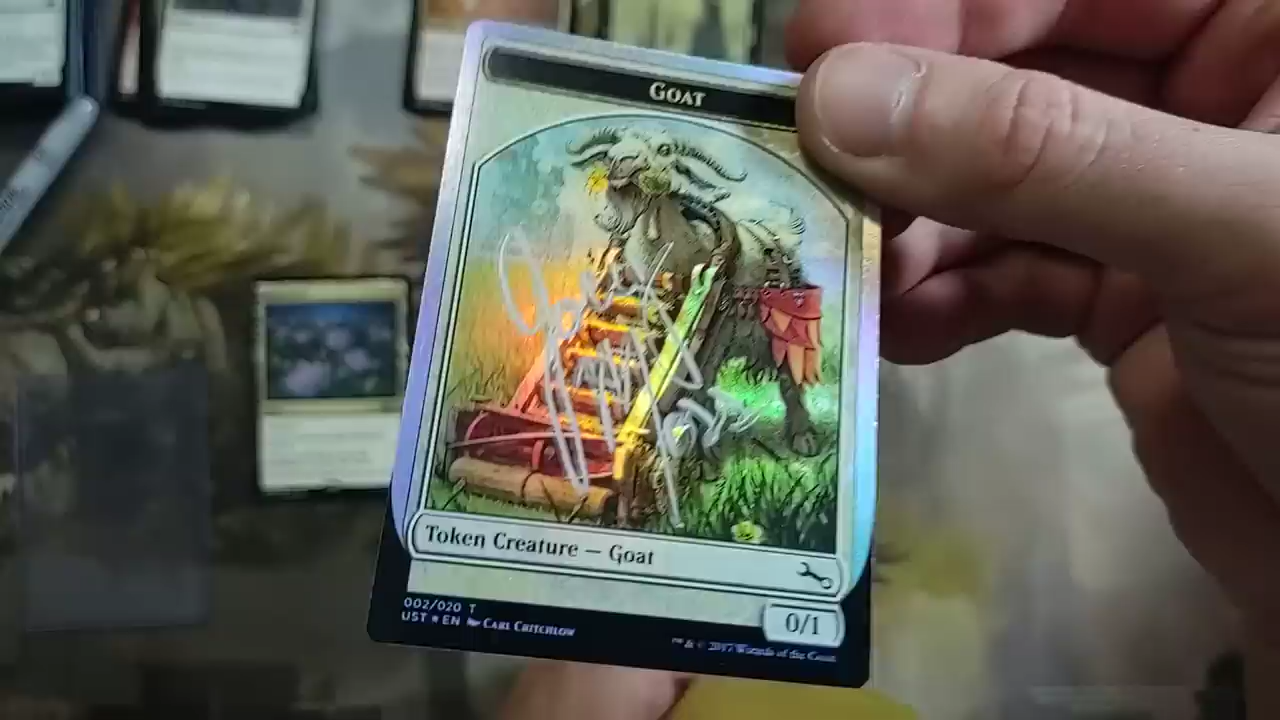 GOAT
Token Creature — Goat
0/1
002/020 T
UST ★ EN CARL CRITCHLOW
™ & © 2017 Wizards of the Coast